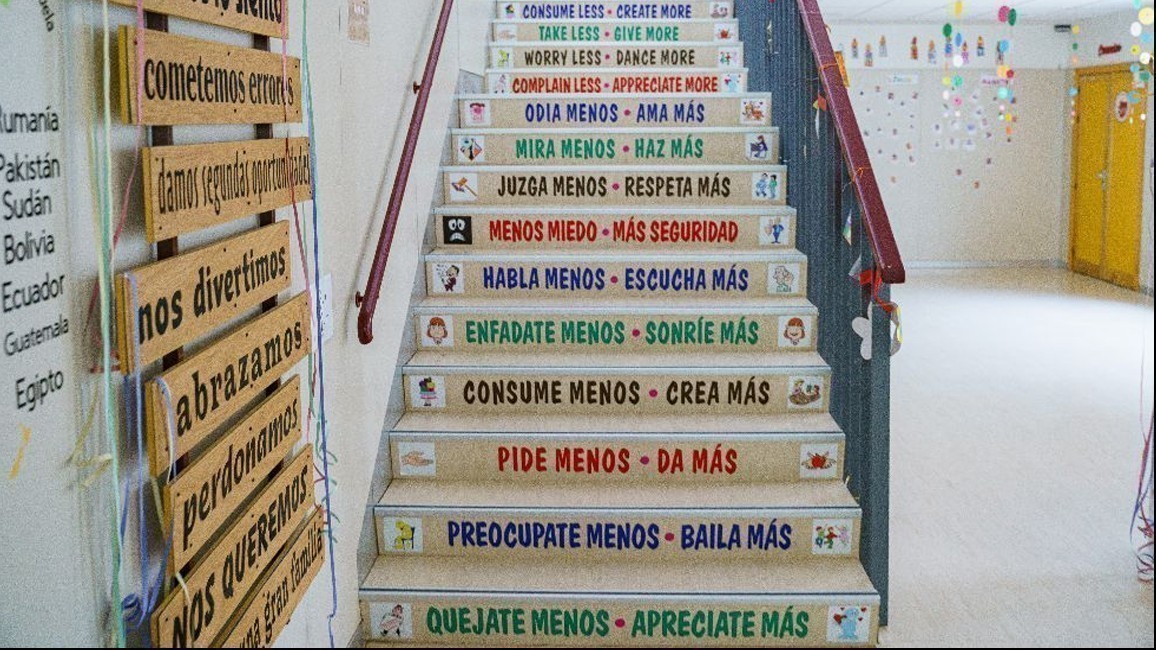 Rumanía
Pakistán
Sudán
Bolivia
Ecuador
Guatemala
Egipto
cometemos errores
damos segundas oportunidades
nos divertimos
abrazamos
perdonamos
NOS QUEREMOS
una gran familia
CONSUME LESS • CREATE MORE
TAKE LESS • GIVE MORE
WORRY LESS • DANCE MORE
COMPLAIN LESS • APPRECIATE MORE
ODIA MENOS • AMA MÁS
MIRA MENOS • HAZ MÁS
JUZGA MENOS • RESPETA MÁS
MENOS MIEDO • MÁS SEGURIDAD
HABLA MENOS • ESCUCHA MÁS
ENFADATE MENOS • SONRÍE MÁS
CONSUME MENOS • CREA MÁS
PIDE MENOS • DA MÁS
PREOCUPATE MENOS • BAILA MÁS
QUEJATE MENOS • APRECIATE MÁS